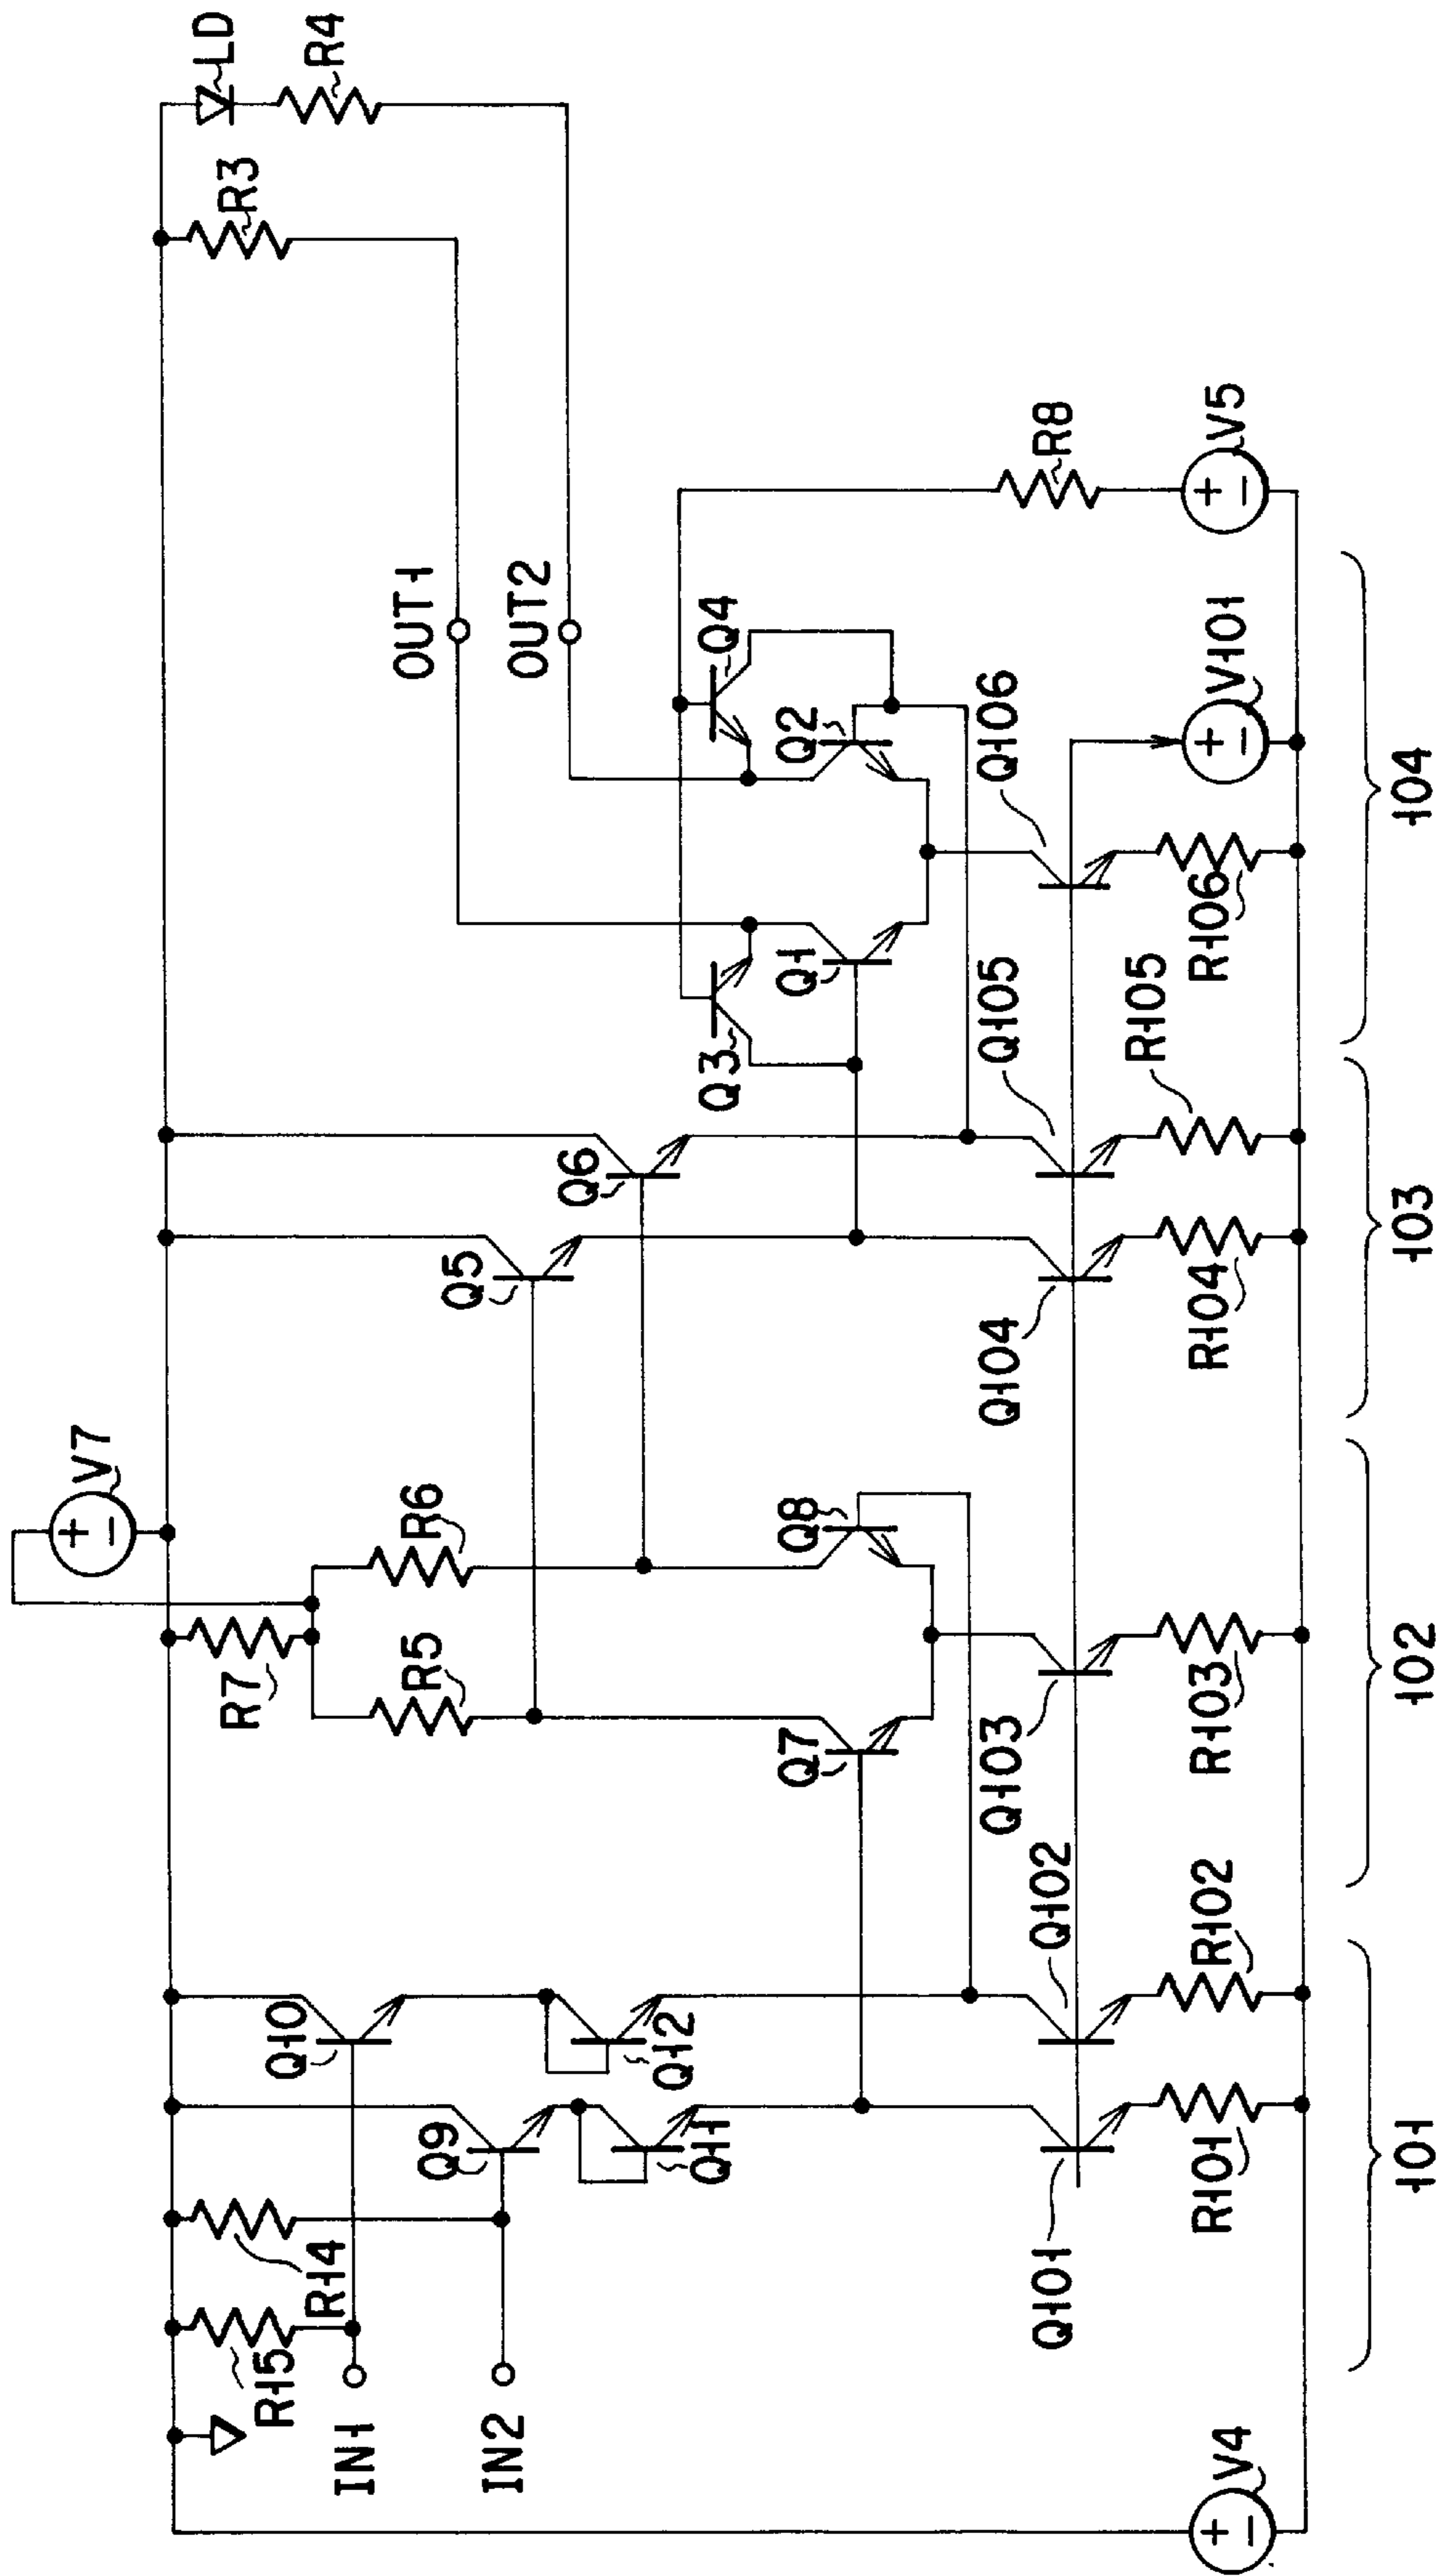 LD
R4
R3
OUT1
OUT2
Q4
Q2
Q1
Q3
R8
V5
V101
Q106
R106
104
Q6
Q5
Q105
R105
Q104
R104
103
V7
R7
R6
R5
Q8
Q7
Q103
R103
102
Q10
Q12
Q9
Q11
Q102
R102
Q101
R101
101
R14
R15
IN1
IN2
V4
+
−
+
−
+
−
+
−